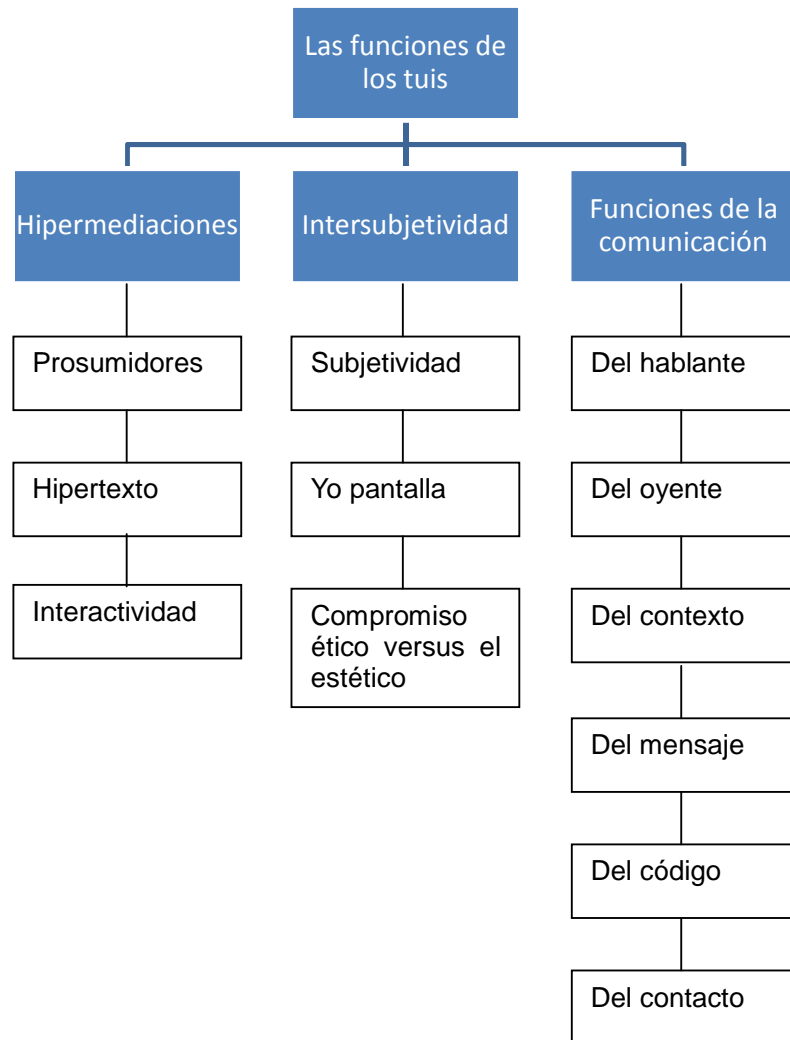 Las funciones de
los tuis
Hipermediaciones
Intersubjetividad
Funciones de la
comunicación
Prosumidores
Hipertexto
Interactividad
Subjetividad
Yo pantalla
Compromiso
ético versus el
estético
Del hablante
Del oyente
Del contexto
Del mensaje
Del código
Del contacto